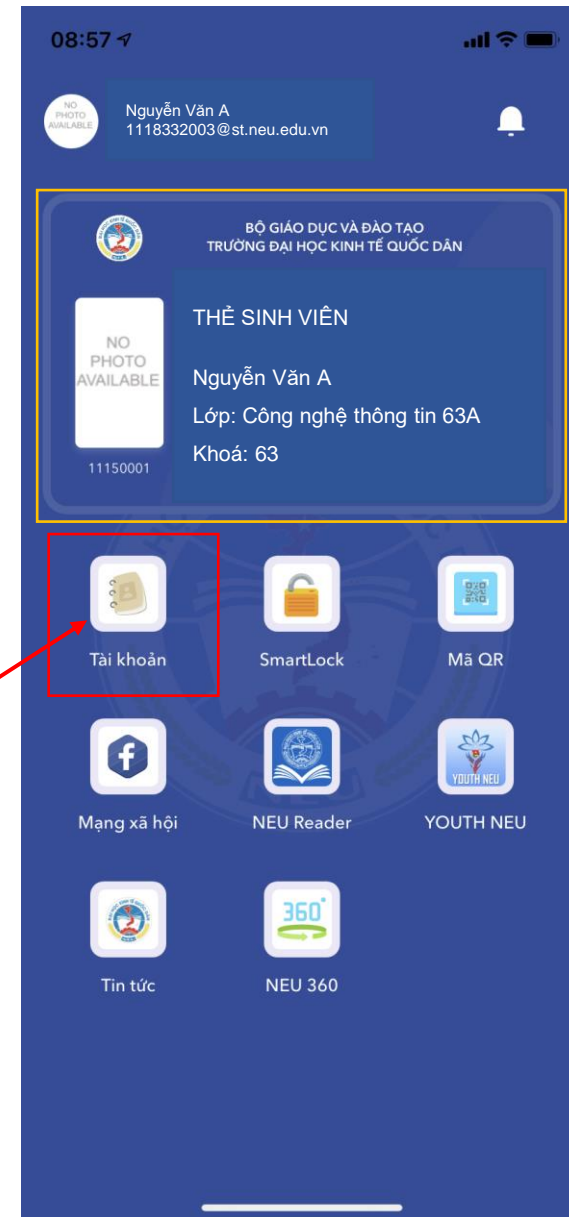 08:57
NO
PHOTO
AVAILABLE
Nguyễn Văn A
1118332003@st.neu.edu.vn
BỘ GIÁO DỤC VÀ ĐÀO TẠO
TRƯỜNG ĐẠI HỌC KINH TẾ QUỐC DÂN
THẺ SINH VIÊN
NO
PHOTO
AVAILABLE
Nguyễn Văn A
Lớp: Công nghệ thông tin 63A
Khoá: 63
11150001
Tài khoản
SmartLock
Mã QR
YOUTH NEU
Mạng xã hội
NEU Reader
YOUTH NEU
360°
Tin tức
NEU 360